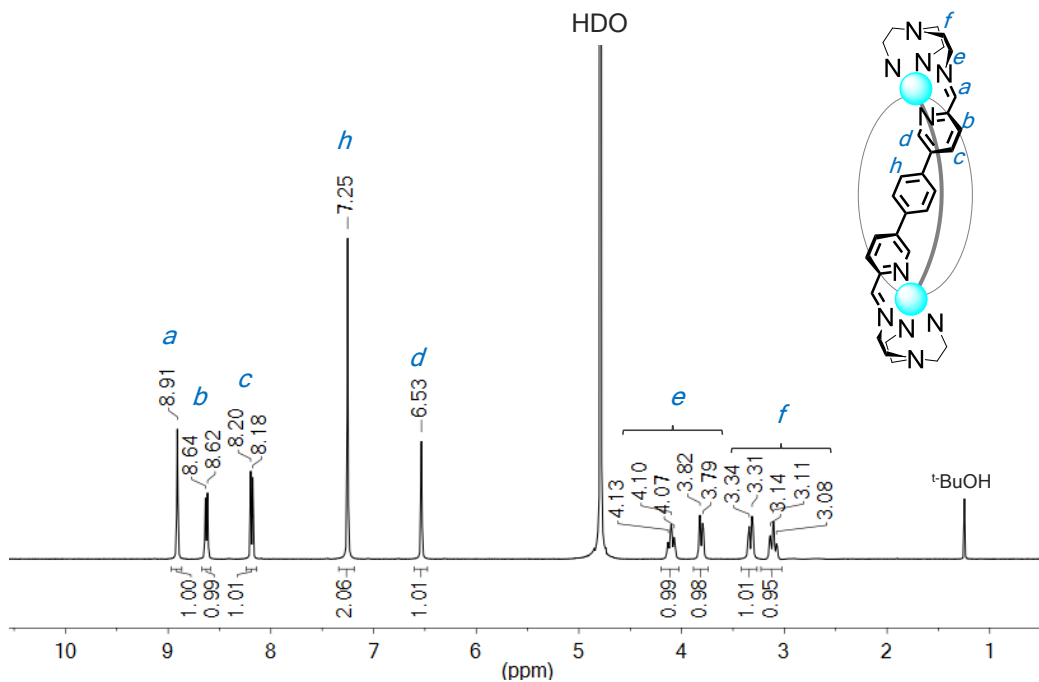 HDO
f
N
e
N
N
N
a
N
b
d
c
h
N
N
N
N
N
h
7.25
a
8.91
b
8.64
8.62
c
8.20
8.18
d
6.53
e
4.13
4.10
4.07
3.82
3.79
f
3.34
3.31
3.14
3.11
3.08
t-BuOH
1.00
0.99
1.01
2.06
1.01
0.99
0.98
1.01
0.95
10 9 8 7 6 5 4 3 2 1
(ppm)